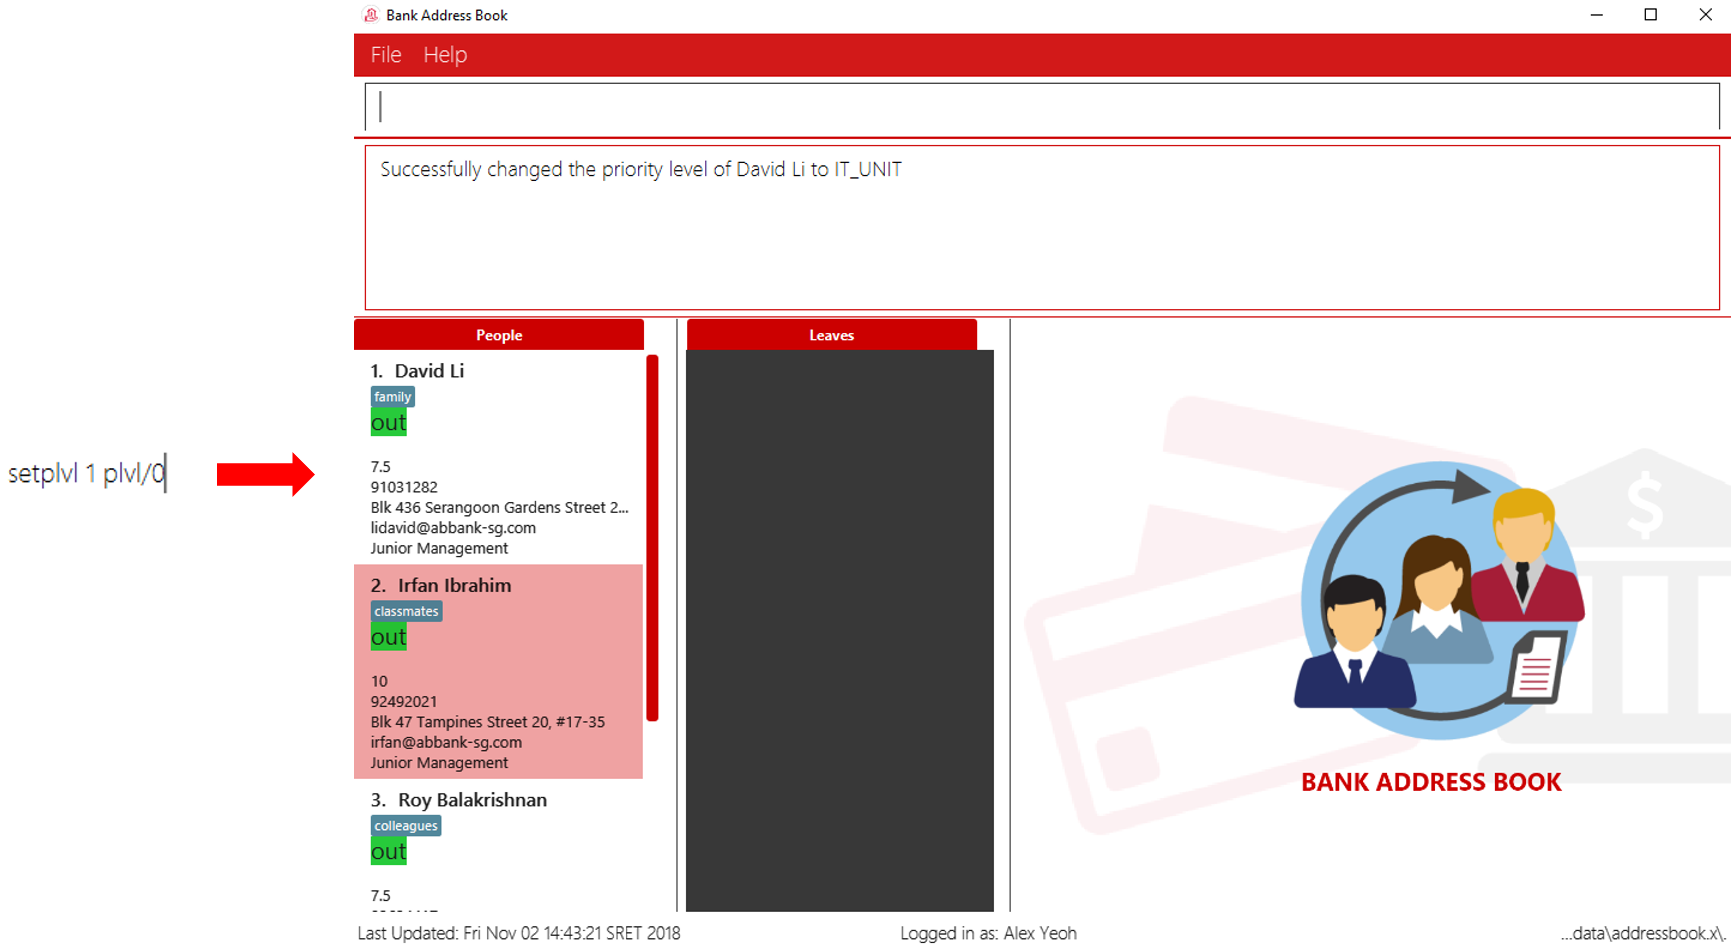 Bank Address Book
File Help
Successfully changed the priority level of David Li to IT_UNIT
setplvl 1 plvl/0
People
1. David Li
family
out
7.5
91031282
Blk 436 Serangoon Gardens Street 2...
lidavid@abbank-sg.com
Junior Management
2. Irfan Ibrahim
classmates
out
10
92492021
Blk 47 Tampines Street 20, #17-35
irfan@abbank-sg.com
Junior Management
3. Roy Balakrishnan
colleagues
out
7.5
Leaves
$
BANK ADDRESS BOOK
Last Updated: Fri Nov 02 14:43:21 SRET 2018
Logged in as: Alex Yeoh
...data\addressbook.x\.